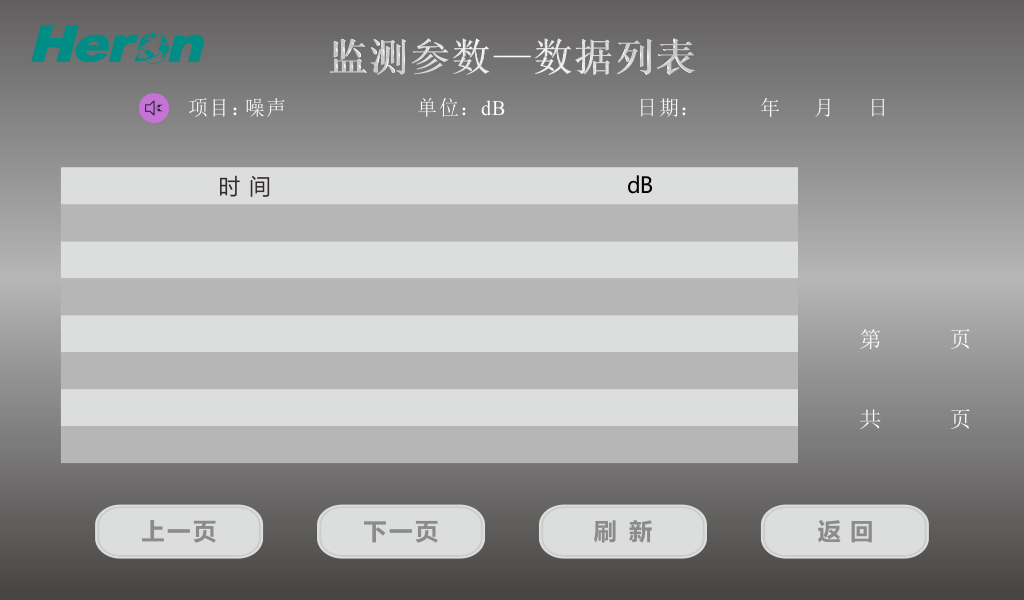 Heron
监测参数—数据列表
项目：噪声 单位：dB 日期： 年 月 日
时间 dB
第 页
共 页
上一页 下一页 刷新 返回